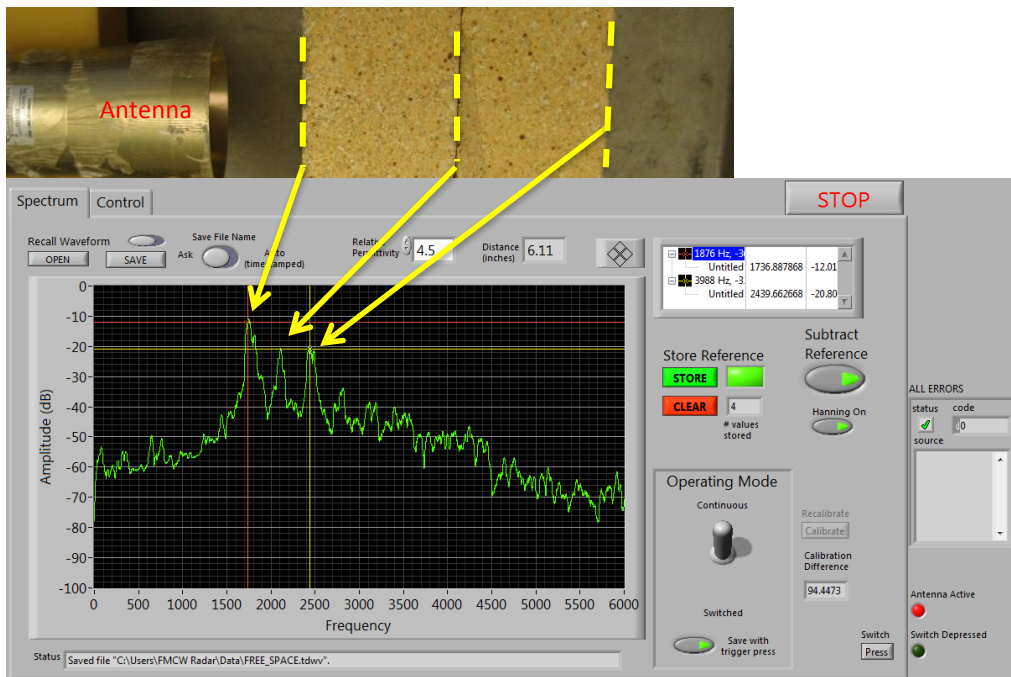 Antenna
Spectrum
Control
STOP
Recall Waveform
OPEN
SAVE
Save File Name
Ask
Auto
(time stamped)
Relative
Permittivity
4.5
Distance
(inches)
6.11
1876 Hz, -3
Untitled 1736.887868 -12.01
3988 Hz, -3.
Untitled 2439.662668 -20.80
Store Reference
STORE
CLEAR
4
# values
stored
Subtract
Reference
Hanning On
ALL ERRORS
status code
0
source
0-
-10-
-20-
-30-
-40-
-50-
-60-
-70-
-80-
-90-
-100-
Amplitude (dB)
0 500 1000 1500 2000 2500 3000 3500 4000 4500 5000 5500 6000
Frequency
Operating Mode
Continuous
Switched
Save with
trigger press
Recalibrate
Calibrate
Calibration
Difference
94.4473
Switch
Press
Antenna Active
Switch Depressed
Status Saved file "C:\Users\FMCW Radar\Data\FREE_SPACE.tdwv".